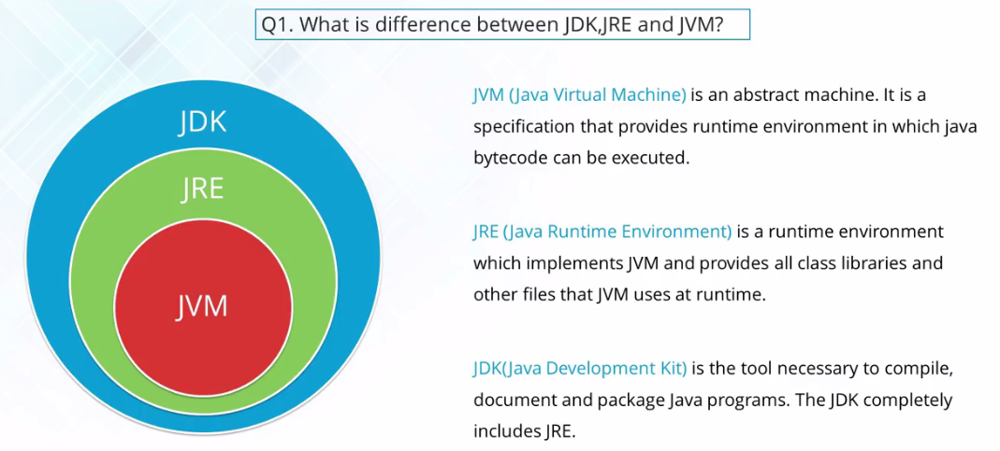 Q1. What is difference between JDK,JRE and JVM?
JDK
JRE
JVM
JVM (Java Virtual Machine) is an abstract machine. It is a
specification that provides runtime environment in which java
bytecode can be executed.
JRE (Java Runtime Environment) is a runtime environment
which implements JVM and provides all class libraries and
other files that JVM uses at runtime.
JDK(Java Development Kit) is the tool necessary to compile,
document and package Java programs. The JDK completely
includes JRE.